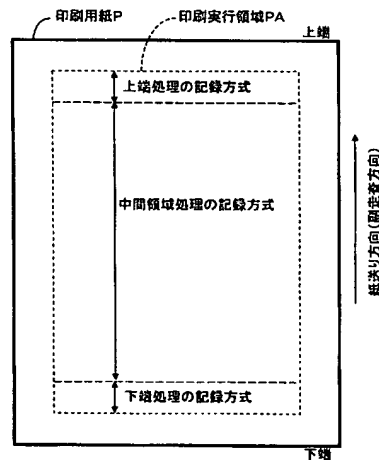 印刷用紙P
印刷実行領域PA
上端
上端処理の記録方式
中間領域処理の記録方式
紙送り方向(副走査方向)
下端処理の記録方式
下端